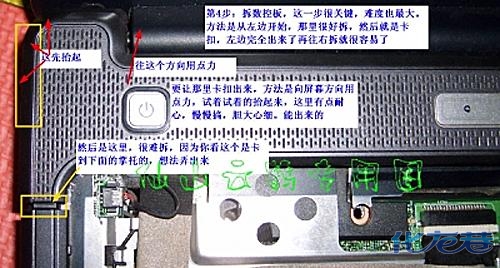 第4步：拆数控板，这一步很关键，难度也最大。
方法是从左边开始，那里很好拆，然后就是卡
扣，左边完全出来了再往右拆就很容易了
这先抬起
往这个方向用点力
要让那里卡扣出来，方法是向屏幕方向用
点力，试着试着的抬起来，这里有点耐
心，慢慢搞，胆大心细。能出来的
然后是这里，很难拆，因为你看这个是卡
到下面的掌托的，想法弄出来
仙山云鹤专用图